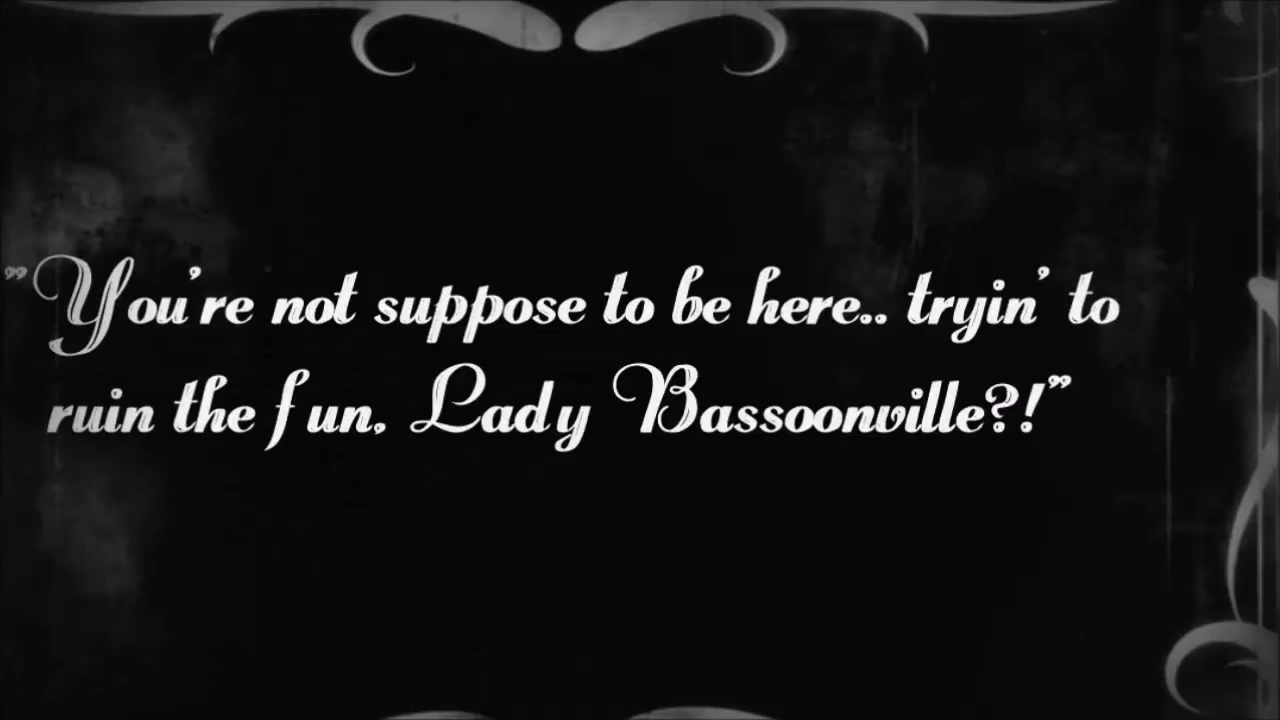 "You're not suppose to be here.. tryin' to
ruin the fun, Lady Bassoonville?!"